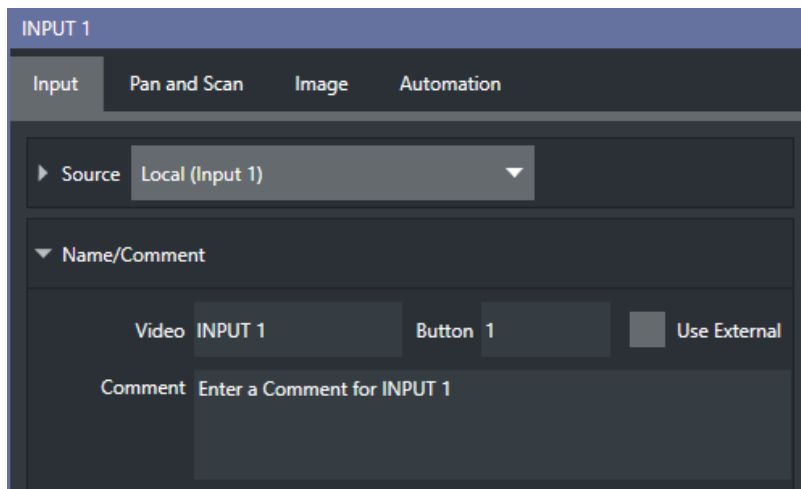 INPUT 1
Input Pan and Scan Image Automation
Source Local (Input 1)
Name/Comment
Video INPUT 1 Button 1 Use External
Comment Enter a Comment for INPUT 1